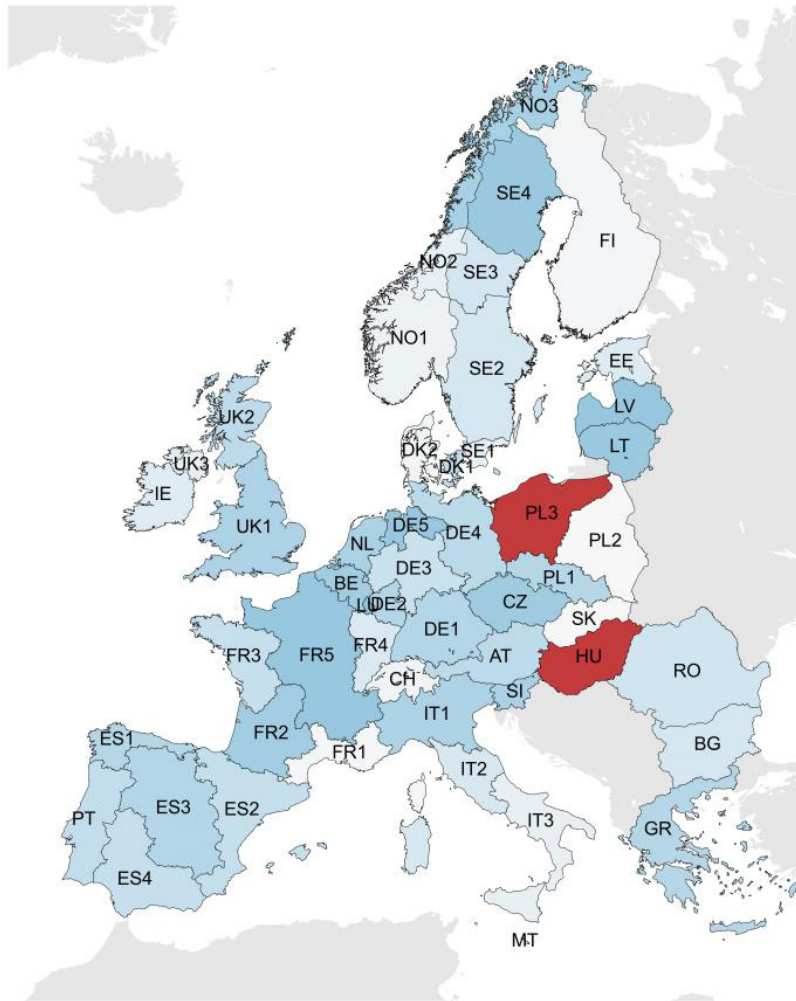 NO3
SE4
FI
NO2
SE3
NO1
SE2
EE
LV
UK2
LT
DK2
SE1
DK1
UK3
IE
PL3
UK1
DE5
DE4
NL
PL2
DE3
PL1
BE
LU
DE2
CZ
SK
DE1
FR3
FR5
FR4
AT
HU
RO
CH
SI
IT1
FR2
ES1
FR1
BG
IT2
ES3
ES2
PT
IT3
GR
ES4
MT